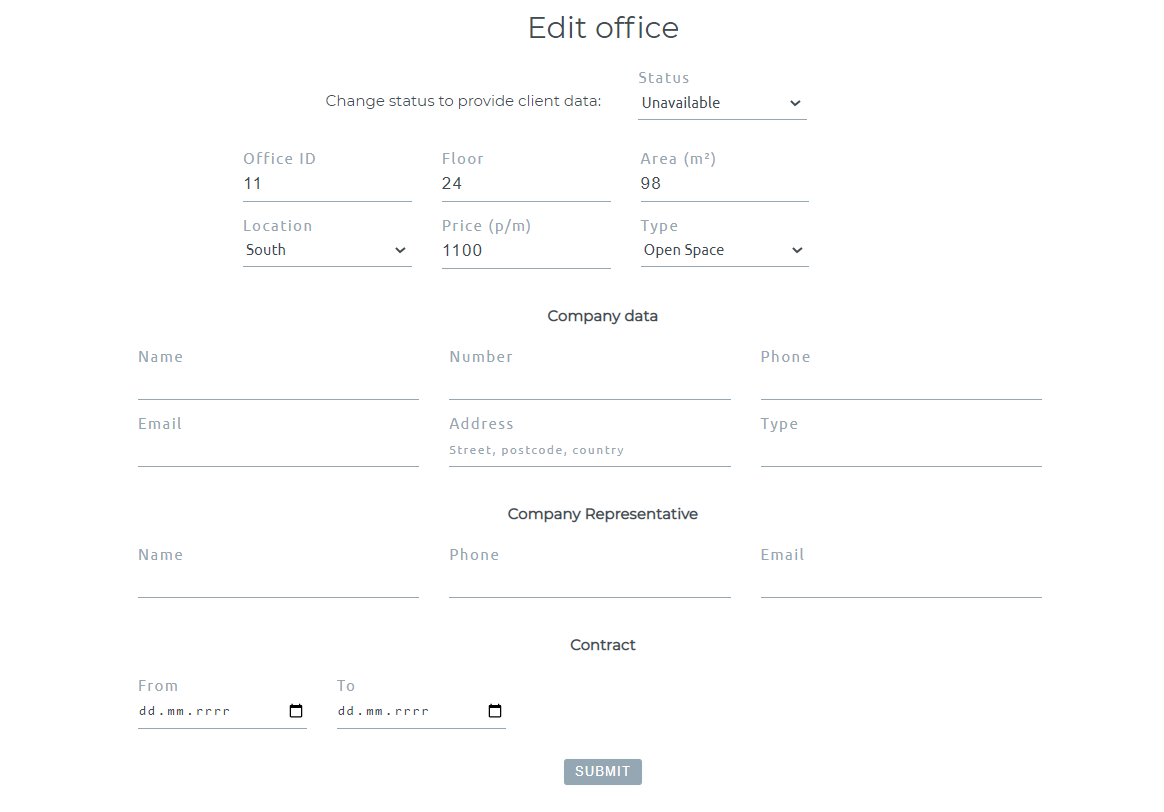 Edit office
Status
Change status to provide client data: Unavailable
Office ID Floor Area (m²)
11 24 98
Location Price (p/m) Type
South 1100 Open Space
Company data
Name Number Phone
Email Address Type
Street, postcode, country
Company Representative
Name Phone Email
Contract
From To
dd.mm.rrrr dd.mm.rrrr
SUBMIT